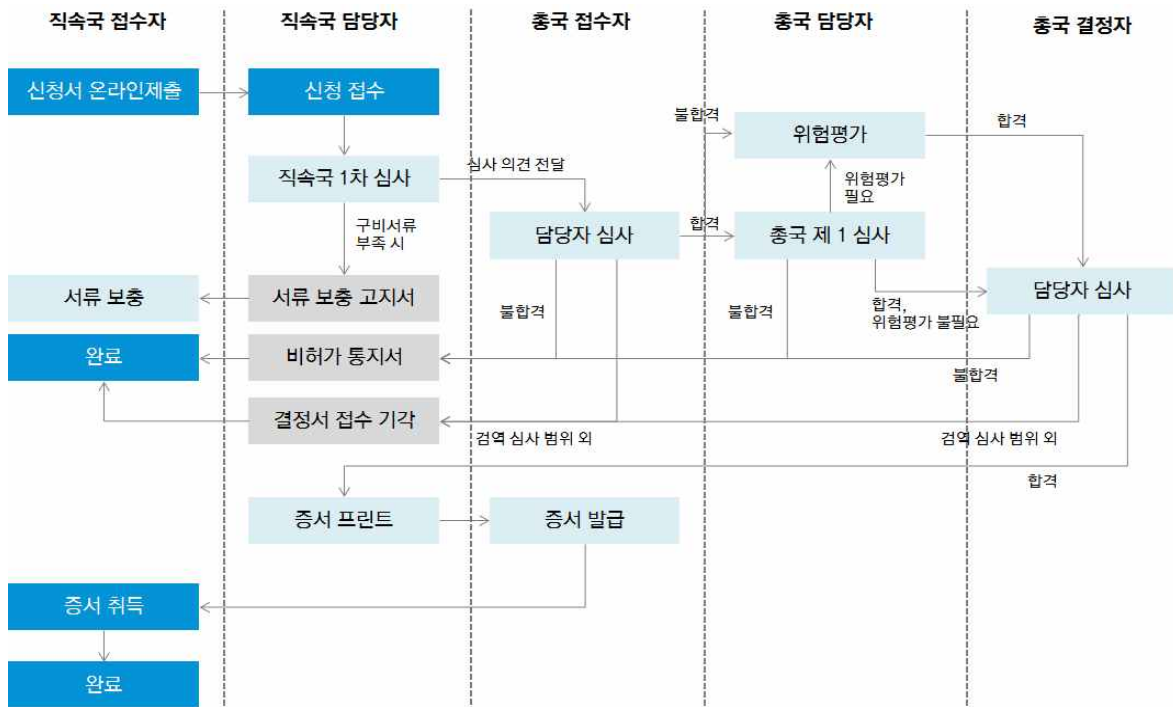 직속국 접수자
직속국 담당자
총국 접수자
총국 담당자
총국 결정자
신청서 온라인제출
신청 접수
불합격
위험평가
합격
직속국 1차 심사
심사 의견 전달
위험평가
필요
구비서류
부족 시
담당자 심사
합격
총국 제 1 심사
서류 보충
서류 보충 고지서
불합격
불합격
합격,
위험평가 불필요
담당자 심사
완료
비허가 통지서
불합격
결정서 접수 기각
검역 심사 범위 외
검역 심사 범위 외
합격
증서 프린트
증서 발급
증서 취득
완료